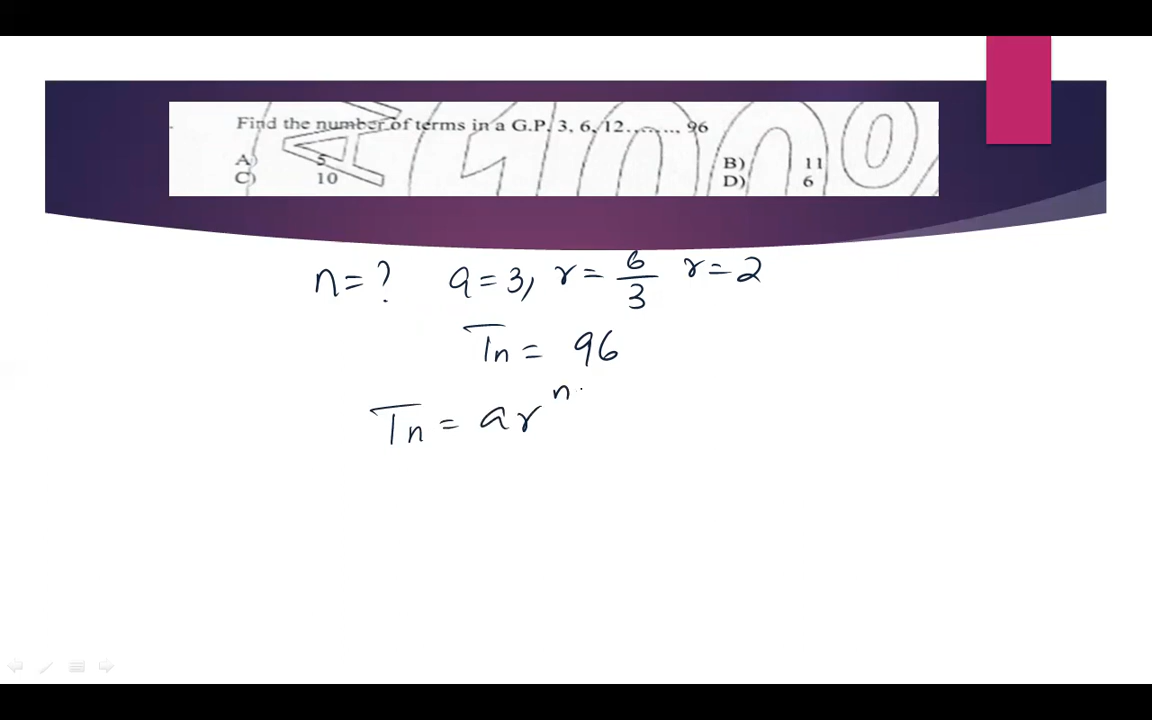 Find the number of terms in a G.P. 3, 6, 12......... 96
A) 5 B) 11
C) 10 D) 6
n = ? a = 3, r = 6/3 r = 2
Tn = 96
Tn = ar^n-